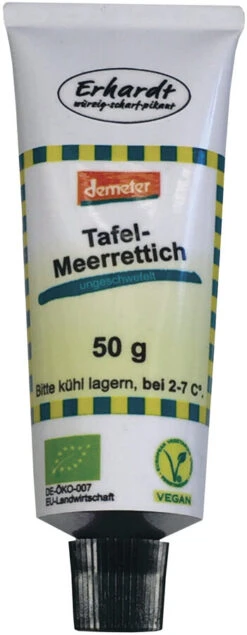 Erhardt
würzig-scharf-pikant
demeter
Tafel-
Meerrettich
ungeschwefelt
50 g
Bitte kühl lagern, bei 2-7 C°.
DE-ÖKO-007
EU-Landwirtschaft
VEGAN